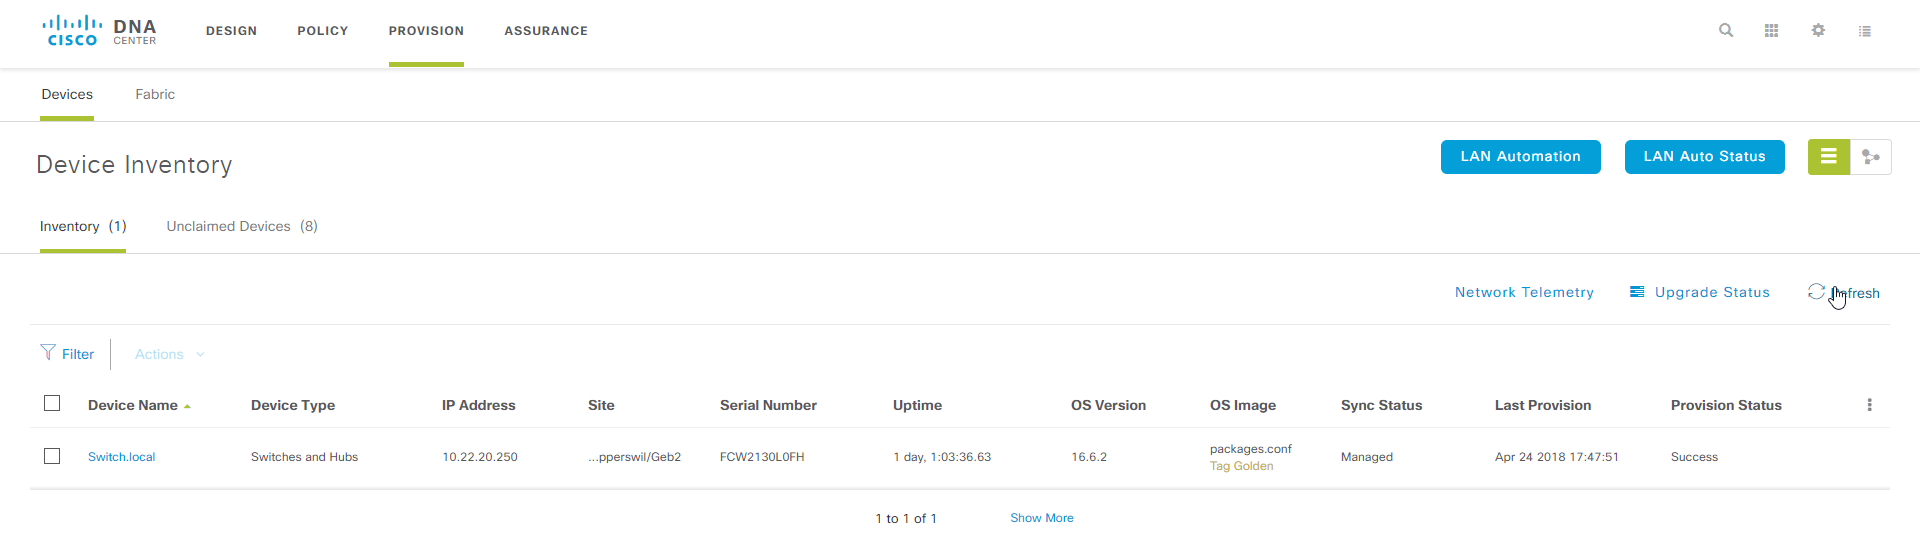 CISCO DNA CENTER DESIGN POLICY PROVISION ASSURANCE
Devices Fabric
Device Inventory LAN Automation LAN Auto Status
Inventory (1) Unclaimed Devices (8)
Network Telemetry Upgrade Status
Filter Actions
Device Name Device Type IP Address Site Serial Number Uptime OS Version OS Image Sync Status Last Provision Provision Status
Switch.local Switches and Hubs 10.22.20.250 ...pperswil/Geb2 FCW2130L0FH 1 day, 1:03:36.63 16.6.2 packages.conf Managed Apr 24 2018 17:47:51 Success
Tag Golden
1 to 1 of 1 Show More